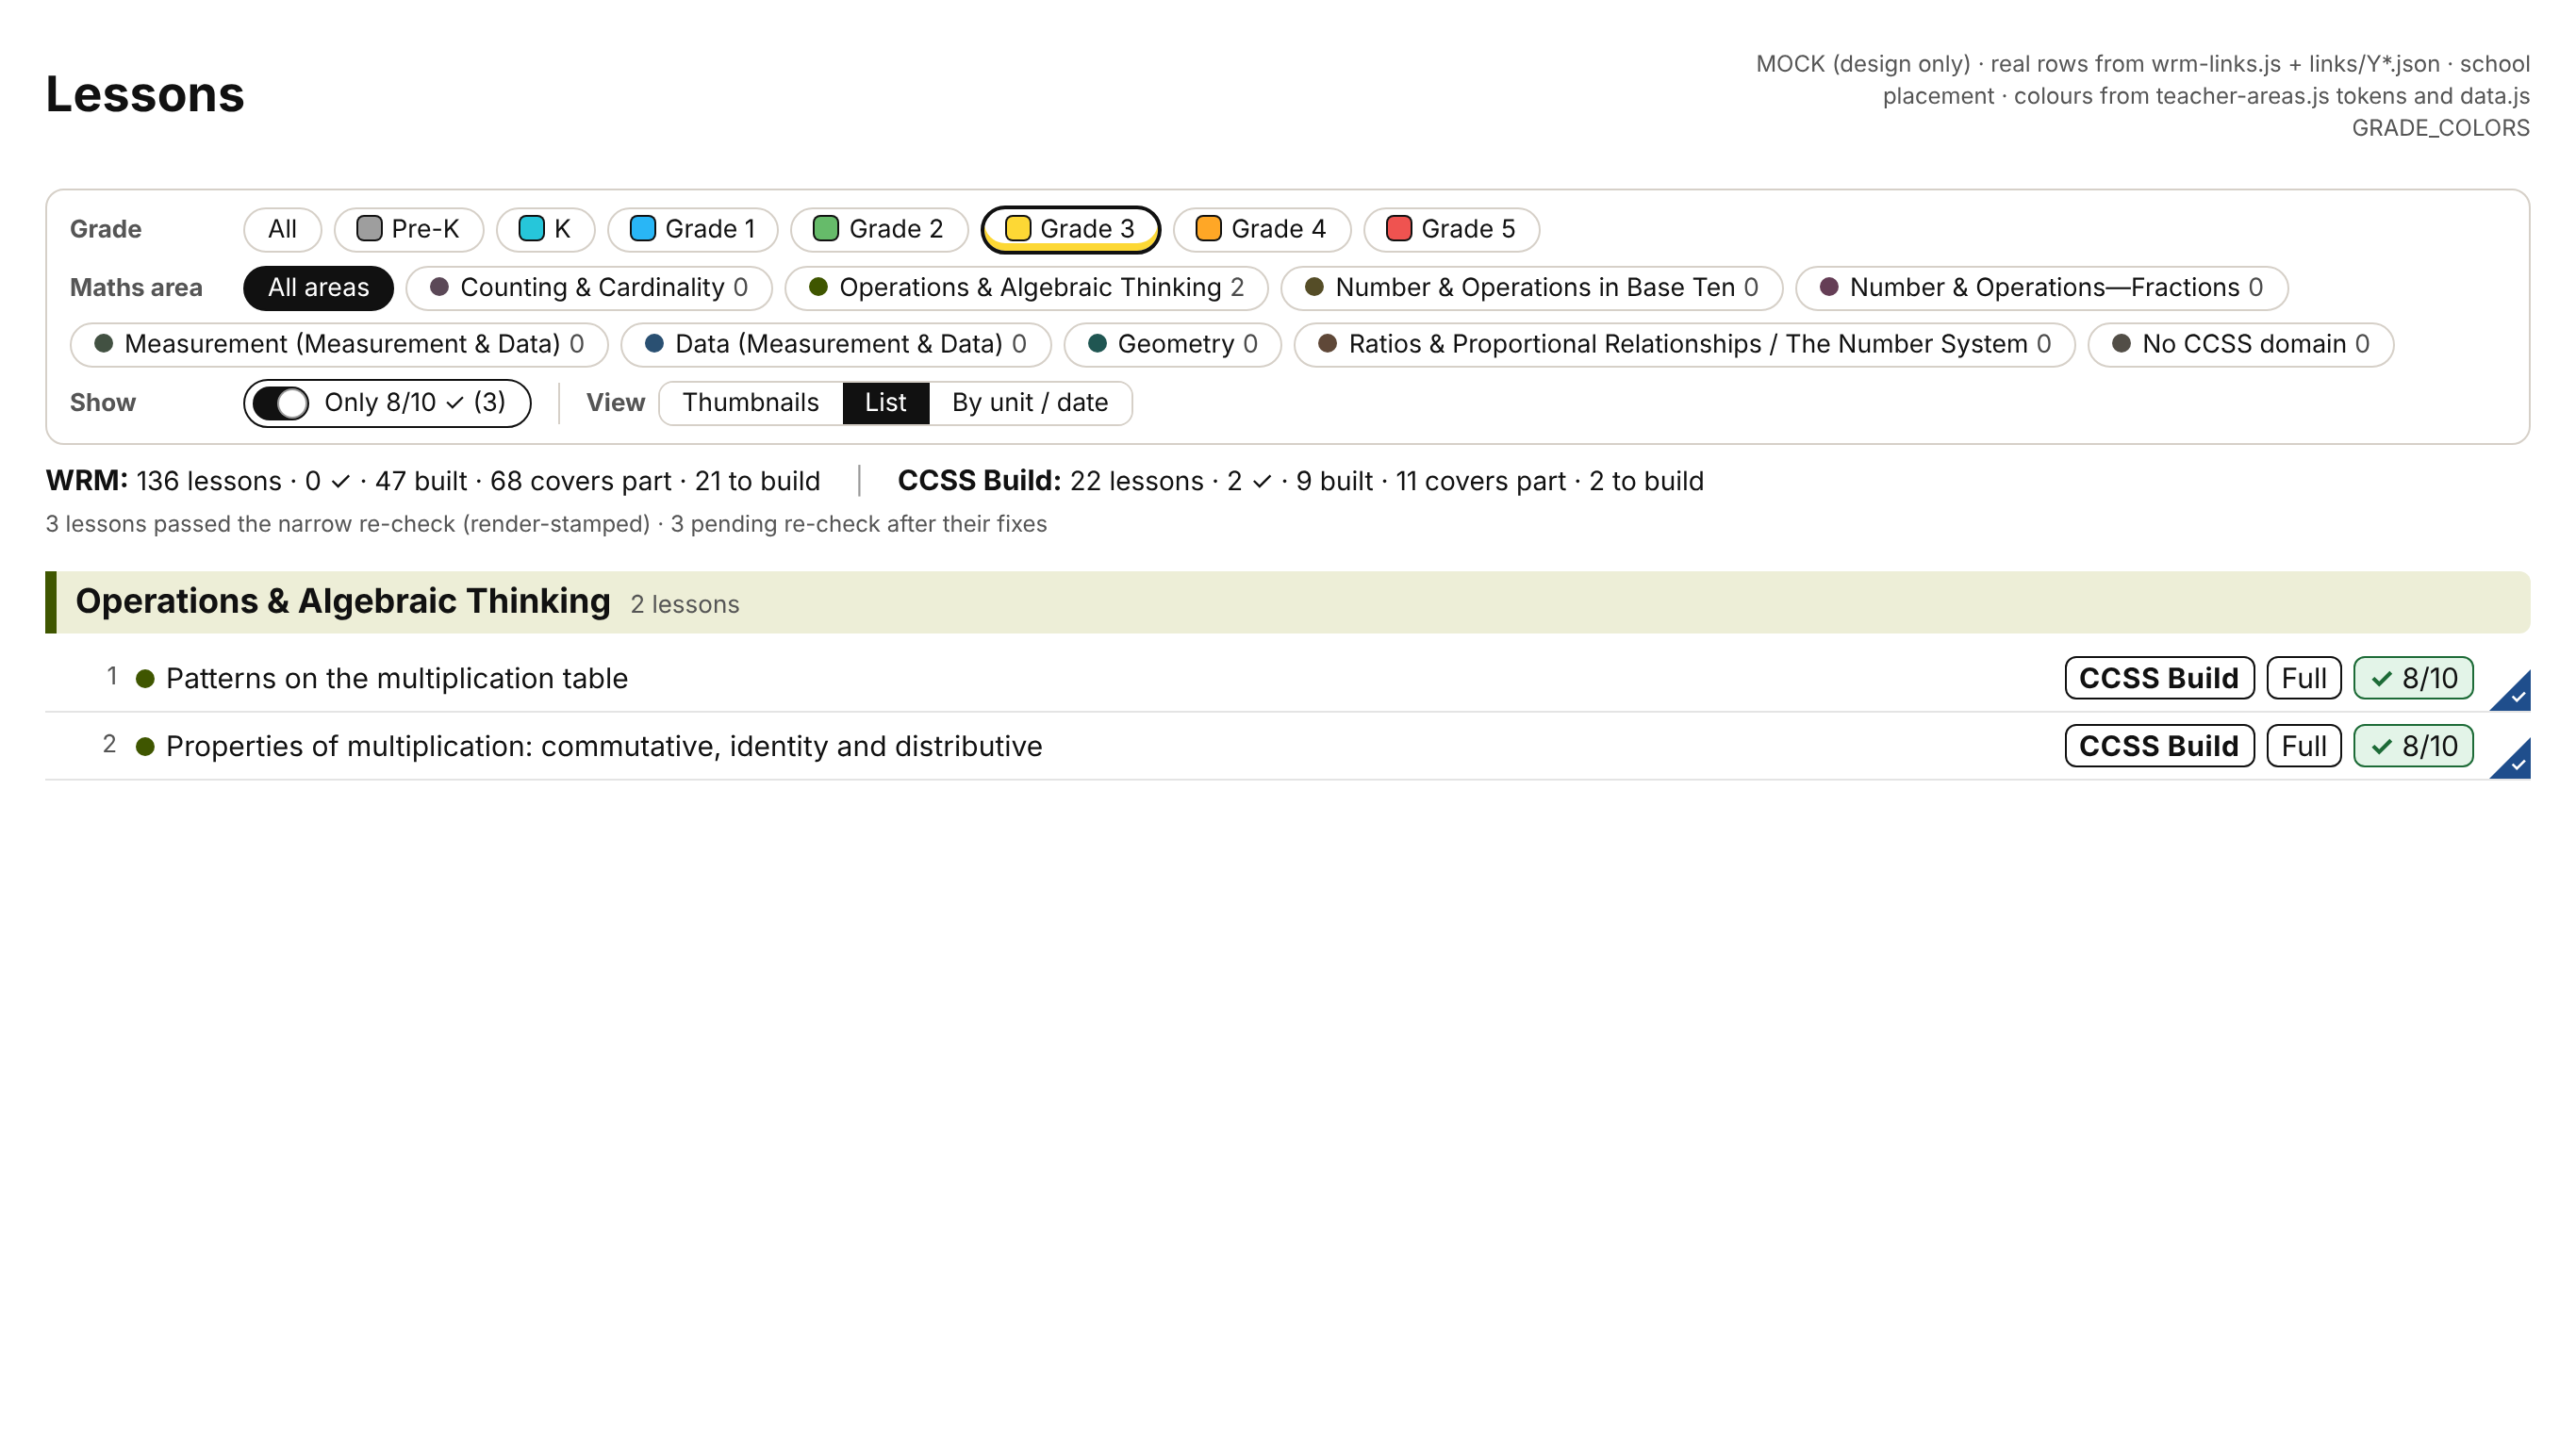 Lessons
MOCK (design only) · real rows from wrm-links.js + links/Y*.json · school
placement · colours from teacher-areas.js tokens and data.js
GRADE_COLORS
Grade All Pre-K K Grade 1 Grade 2 Grade 3 Grade 4 Grade 5
Maths area All areas Counting & Cardinality 0 Operations & Algebraic Thinking 2 Number & Operations in Base Ten 0 Number & Operations—Fractions 0
Measurement (Measurement & Data) 0 Data (Measurement & Data) 0 Geometry 0 Ratios & Proportional Relationships / The Number System 0 No CCSS domain 0
Show Only 8/10 ✓ (3) View Thumbnails List By unit / date
WRM: 136 lessons · 0 ✓ · 47 built · 68 covers part · 21 to build | CCSS Build: 22 lessons · 2 ✓ · 9 built · 11 covers part · 2 to build
3 lessons passed the narrow re-check (render-stamped) · 3 pending re-check after their fixes
Operations & Algebraic Thinking 2 lessons
1 Patterns on the multiplication table CCSS Build Full ✓ 8/10 ✓
2 Properties of multiplication: commutative, identity and distributive CCSS Build Full ✓ 8/10 ✓